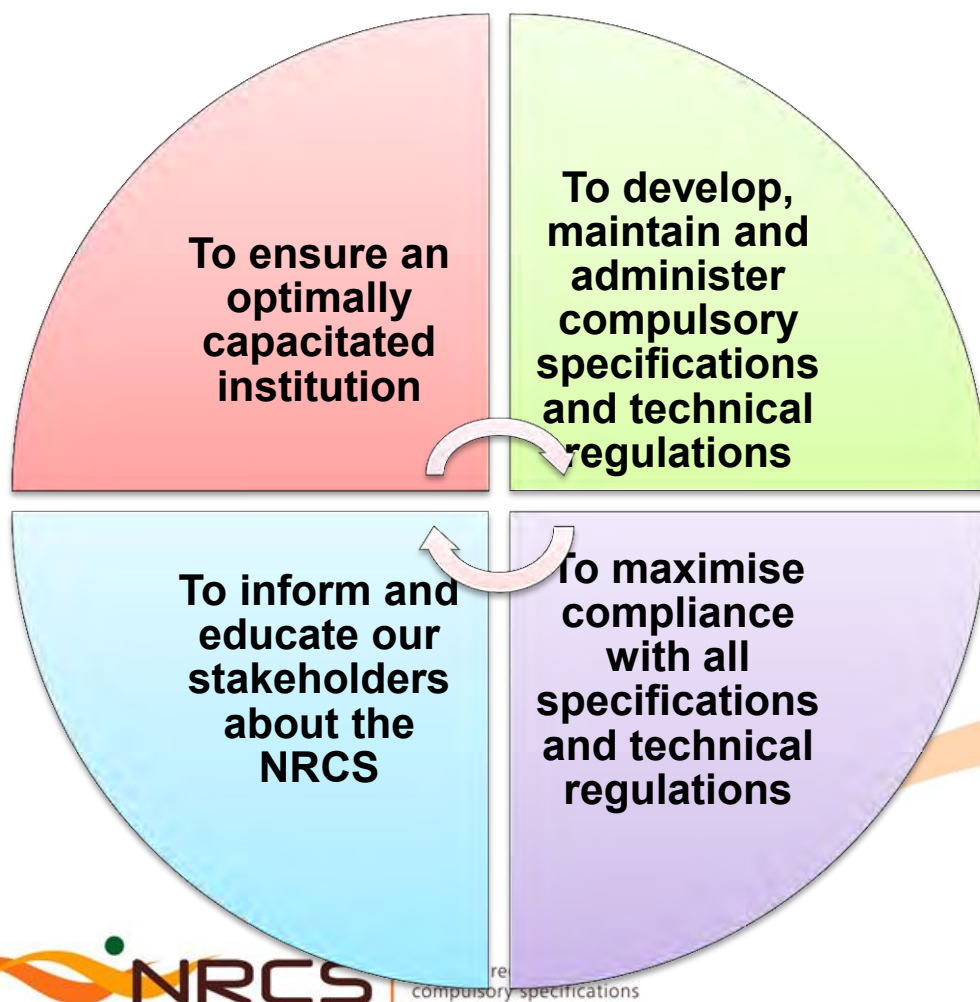 To ensure an
optimally
capacitated
institution
To develop,
maintain and
administer
compulsory
specifications
and technical
regulations
To inform and
educate our
stakeholders
about the
NRCS
To maximise
compliance
with all
specifications
and technical
regulations
NRCS
compulsory specifications